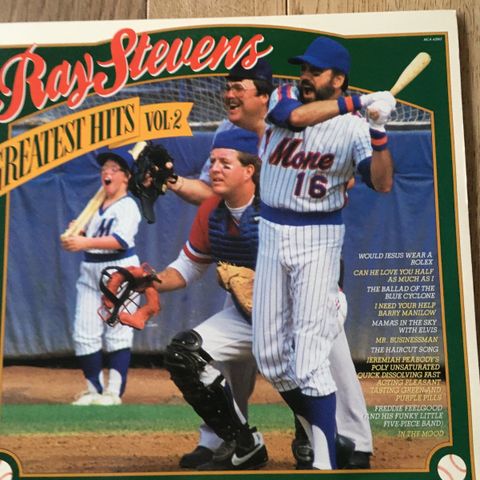 MCA 42062
Ray Stevens
GREATEST HITS VOL·2
Mone
16
M
WOULD JESUS WEAR A
ROLEX
CAN HE LOVE YOU HALF
AS MUCH AS I
THE BALLAD OF THE
BLUE CYCLONE
I NEED YOUR HELP
BARRY MANILOW
MAMA'S IN THE SKY
WITH ELVIS
MR. BUSINESSMAN
THE HAIRCUT SONG
JEREMIAH PEABODY'S
POLY UNSATURATED
QUICK DISSOLVING FAST
ACTING PLEASANT
TASTING GREEN AND
PURPLE PILLS
FREDDIE FEELGOOD
(AND HIS FUNKY LITTLE
FIVE-PIECE BAND)
IN THE MOOD